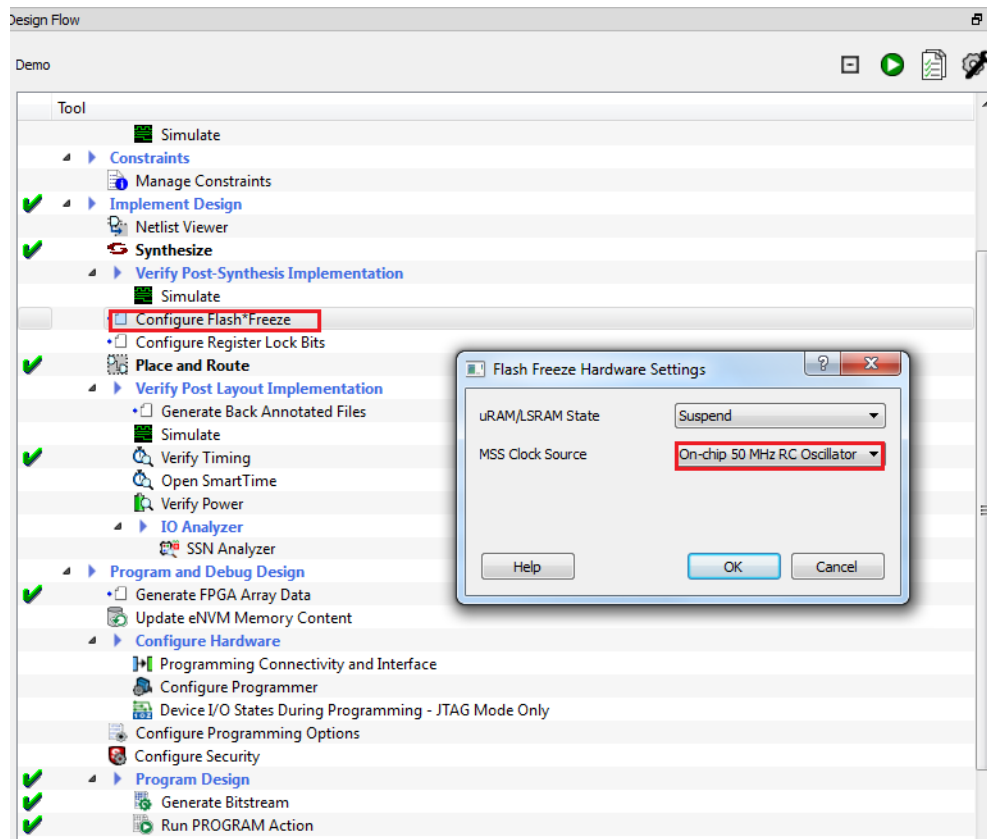 Design Flow
Demo
Tool
Simulate
Constraints
Manage Constraints
Implement Design
Netlist Viewer
Synthesize
Verify Post-Synthesis Implementation
Simulate
Configure Flash*Freeze
Configure Register Lock Bits
Place and Route
Verify Post Layout Implementation
Generate Back Annotated Files
Simulate
Verify Timing
Open SmartTime
Verify Power
IO Analyzer
SSN Analyzer
Program and Debug Design
Generate FPGA Array Data
Update eNVM Memory Content
Configure Hardware
Programming Connectivity and Interface
Configure Programmer
Device I/O States During Programming - JTAG Mode Only
Configure Programming Options
Configure Security
Program Design
Generate Bitstream
Run PROGRAM Action
Flash Freeze Hardware Settings
uRAM/LSRAM State Suspend
MSS Clock Source On-chip 50 MHz RC Oscillator
Help OK Cancel